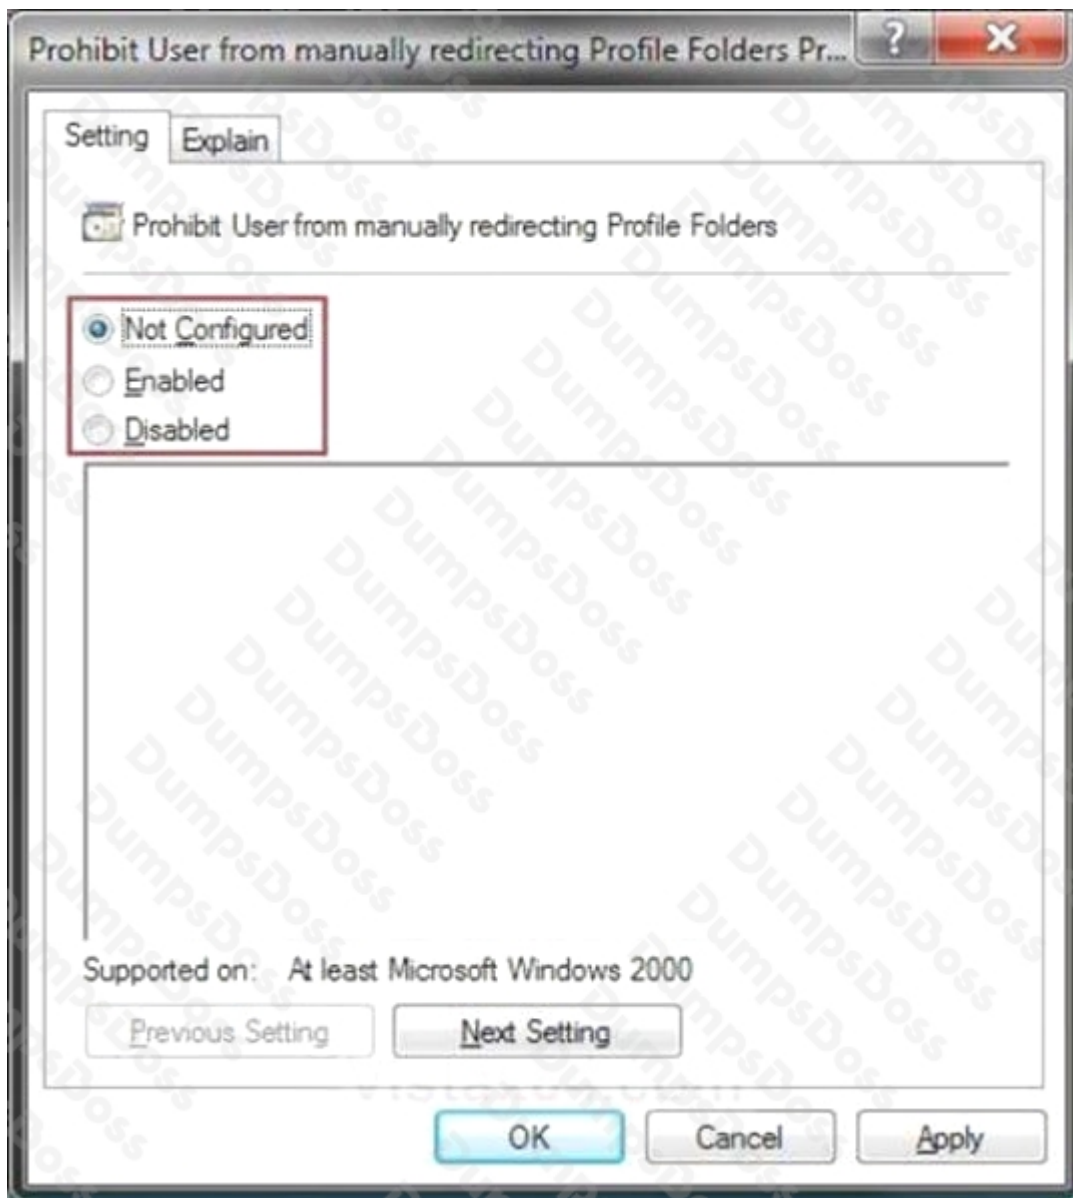 Prohibit User from manually redirecting Profile Folders Pr...
?
Setting
Explain
Prohibit User from manually redirecting Profile Folders
Not Configured
Enabled
Disabled
Supported on: At least Microsoft Windows 2000
Previous Setting
Next Setting
OK
Cancel
Apply
DumpsDoss